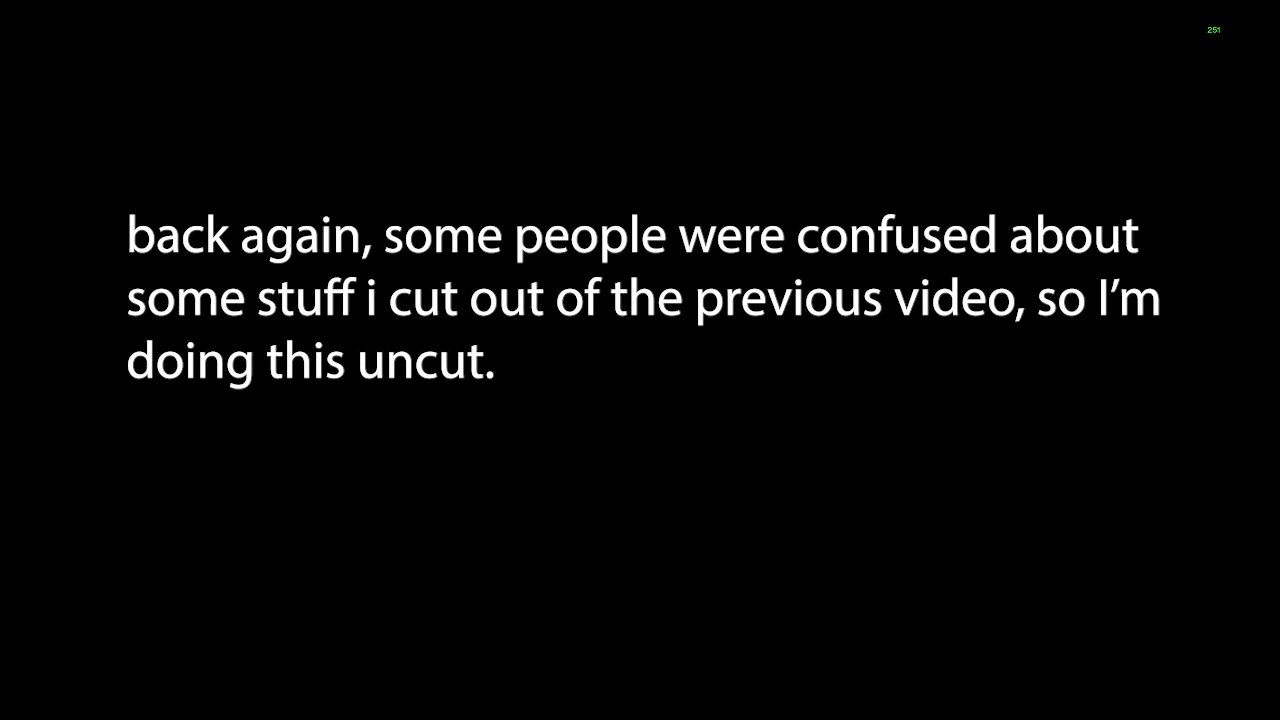 251
back again, some people were confused about
some stuff i cut out of the previous video, so I’m
doing this uncut.